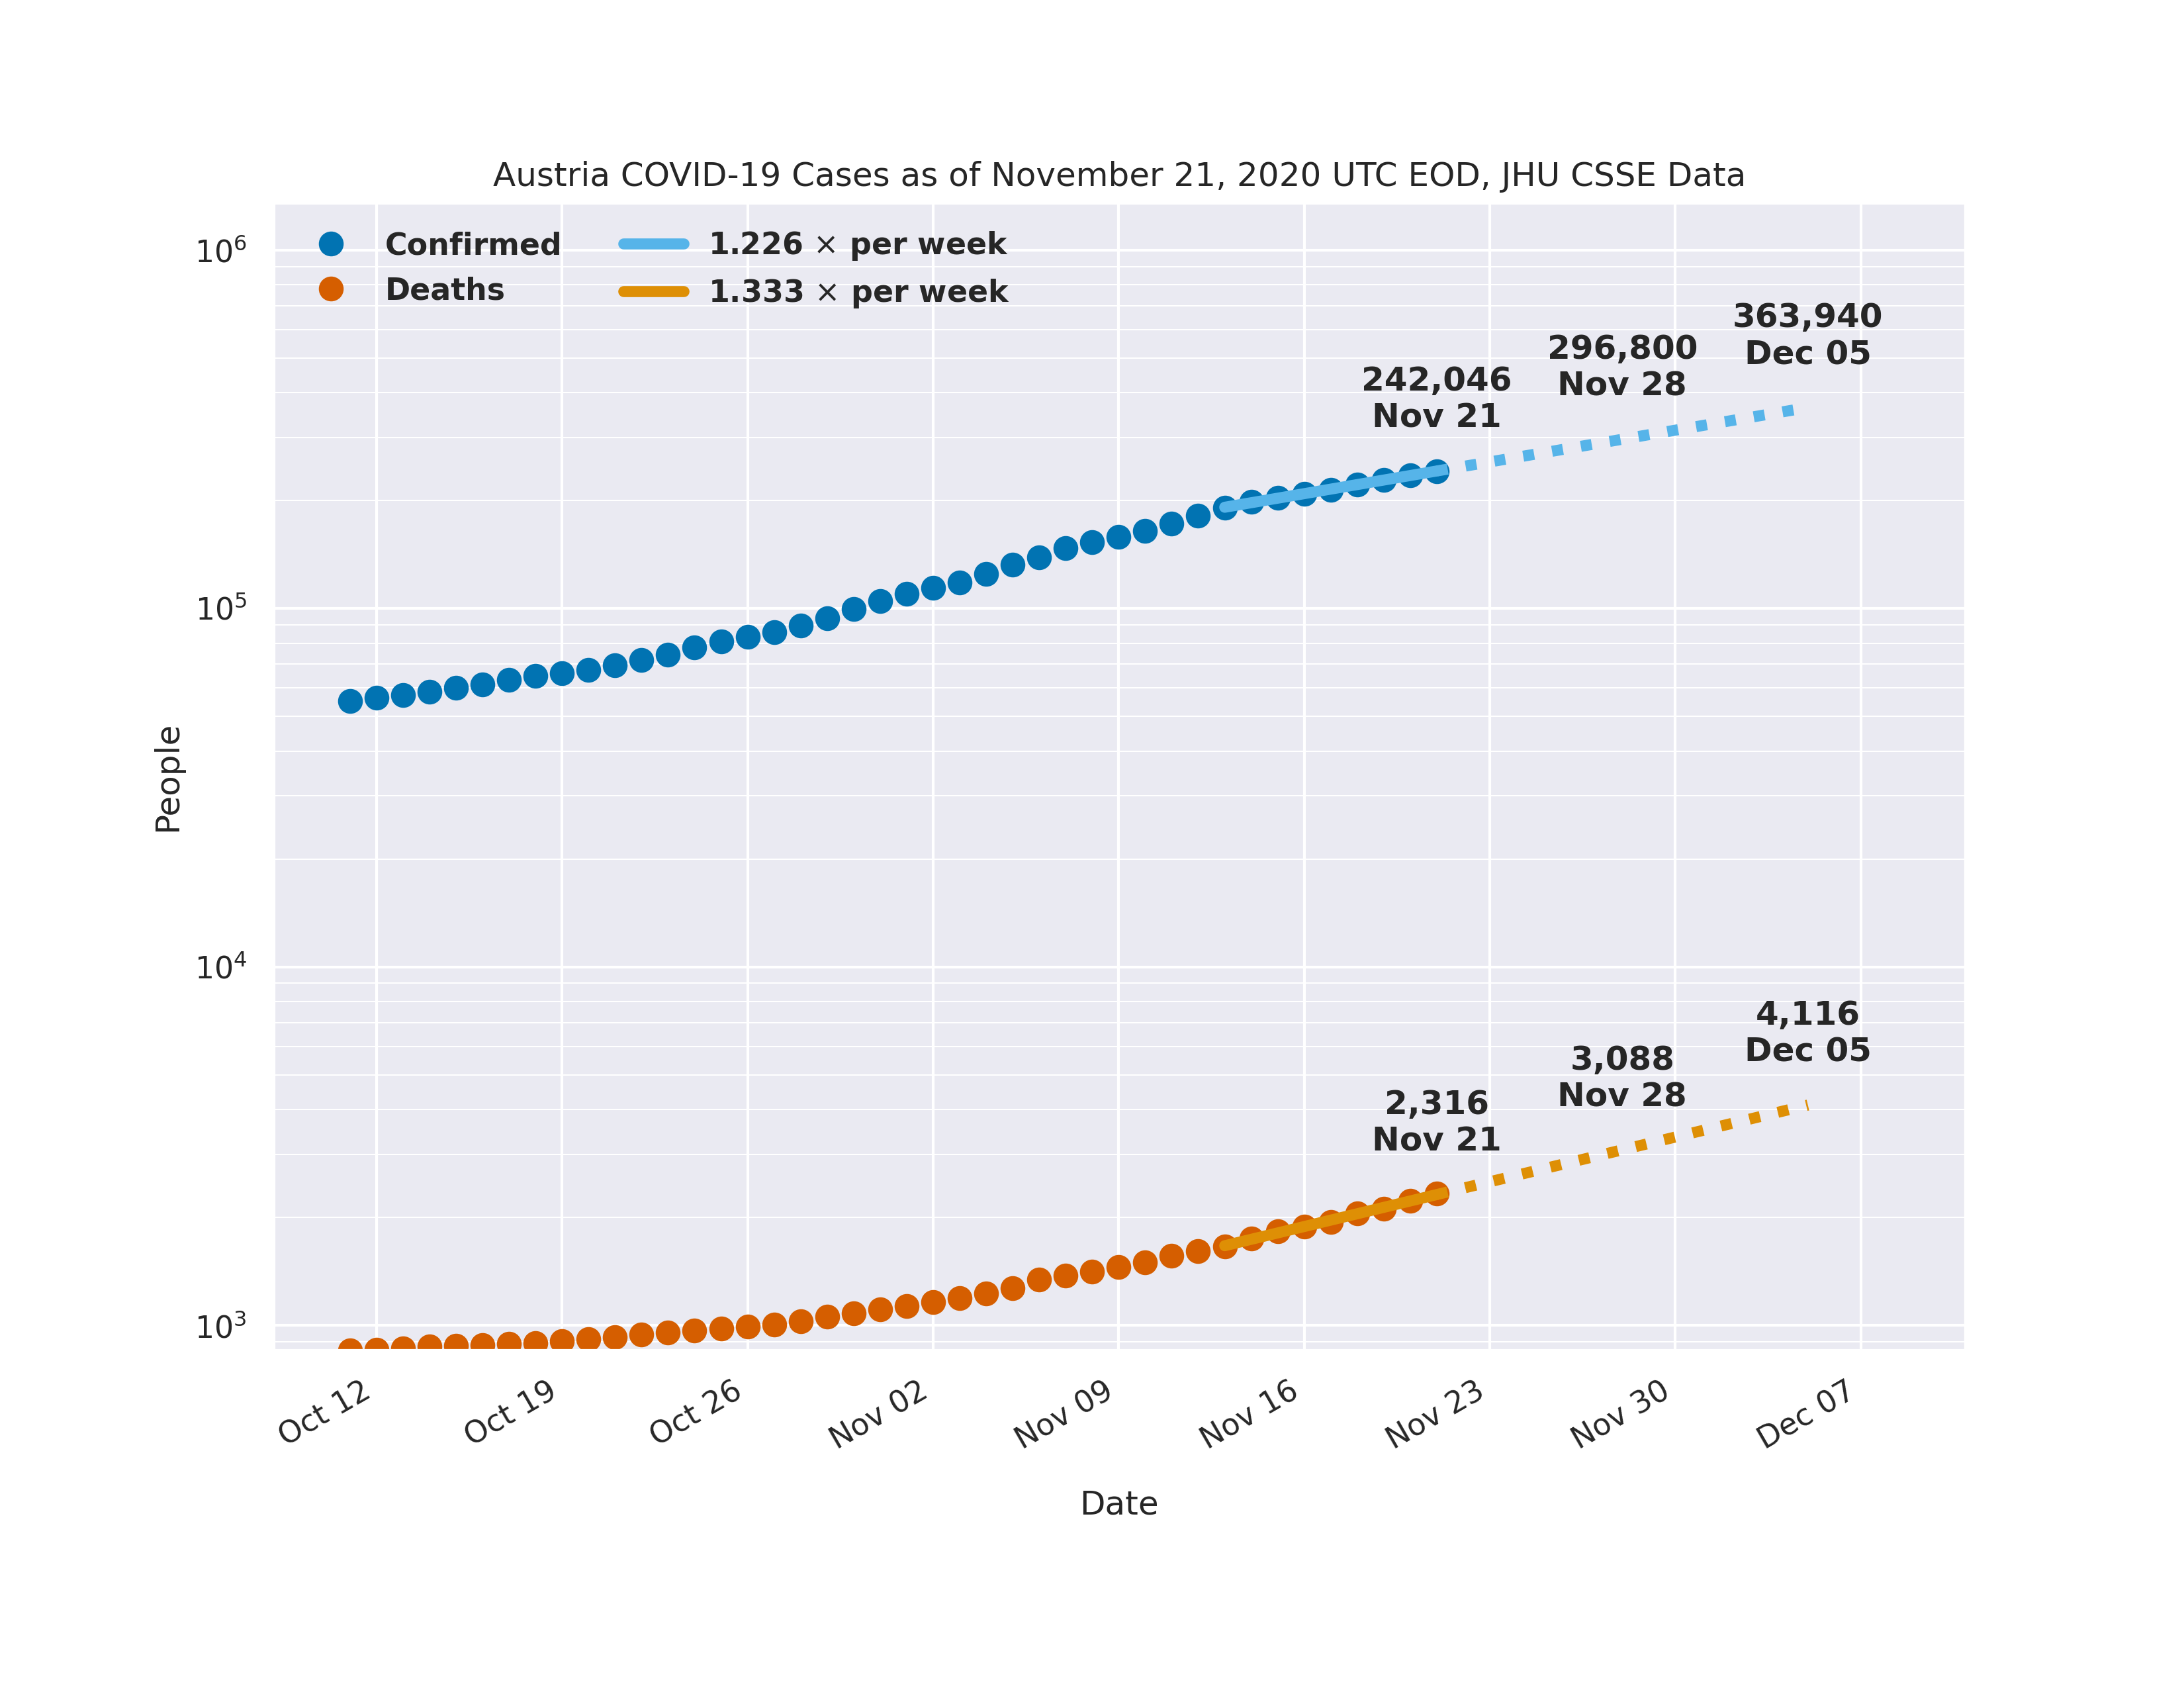 Austria COVID-19 Cases as of November 21, 2020 UTC EOD, JHU CSSE Data
Confirmed
Deaths
1.226 × per week
1.333 × per week
363,940
Dec 05
296,800
Nov 28
242,046
Nov 21
4,116
Dec 05
3,088
Nov 28
2,316
Nov 21
People
10⁶
10⁵
10⁴
10³
Oct 12
Oct 19
Oct 26
Nov 02
Nov 09
Nov 16
Nov 23
Nov 30
Dec 07
Date